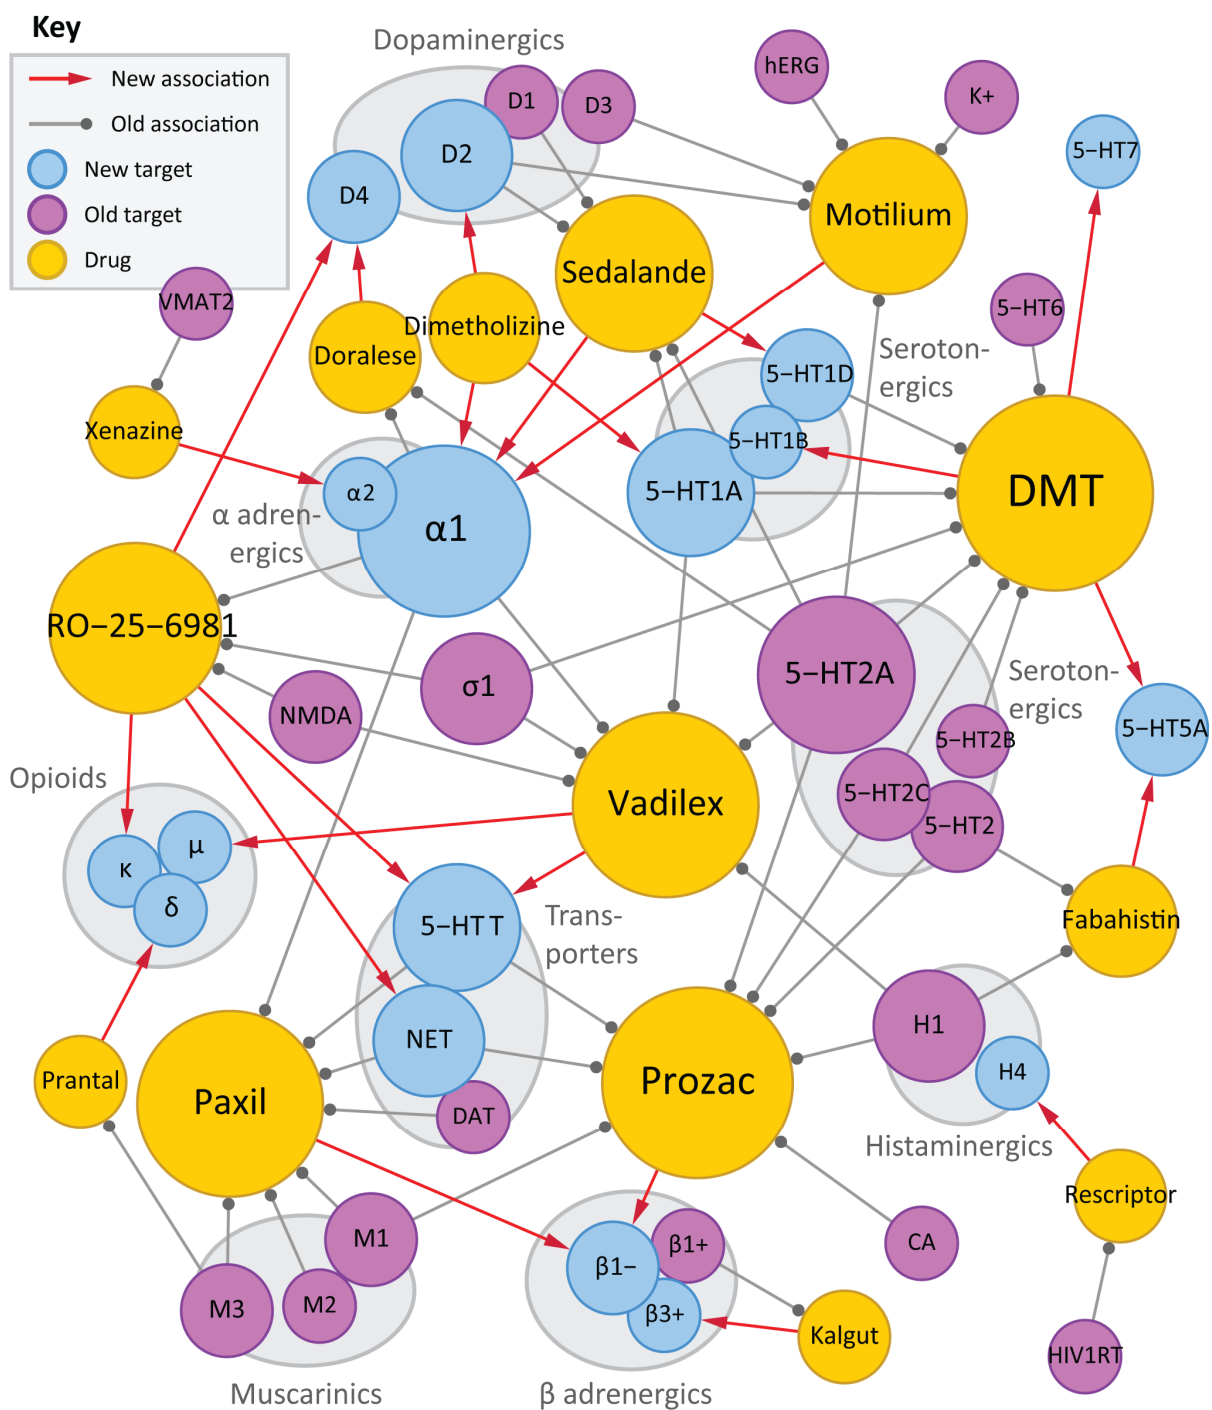 Key
New association
Old association
New target
Old target
Drug
Dopaminergics
D1
D3
D2
D4
hERG
K+
5−HT7
Motilium
Sedalande
VMAT2
Dimetholizine
Doralese
5−HT6
Seroton-
ergics
5−HT1D
Xenazine
5−HT1B
5−HT1A
DMT
α2
α1
α adren-
ergics
RO−25−6981
σ1
NMDA
5−HT2A
Seroton-
ergics
5−HT2B
5−HT5A
Opioids
Vadilex
5−HT2C
5−HT2
μ
κ
δ
5−HTT
Trans-
porters
Fabahistin
NET
H1
H4
Prantal
Paxil
DAT
Prozac
Histaminergics
Rescriptor
M1
M2
M3
β1−
β1+
β3+
CA
Kalgut
HIV1RT
Muscarinics
β adrenergics